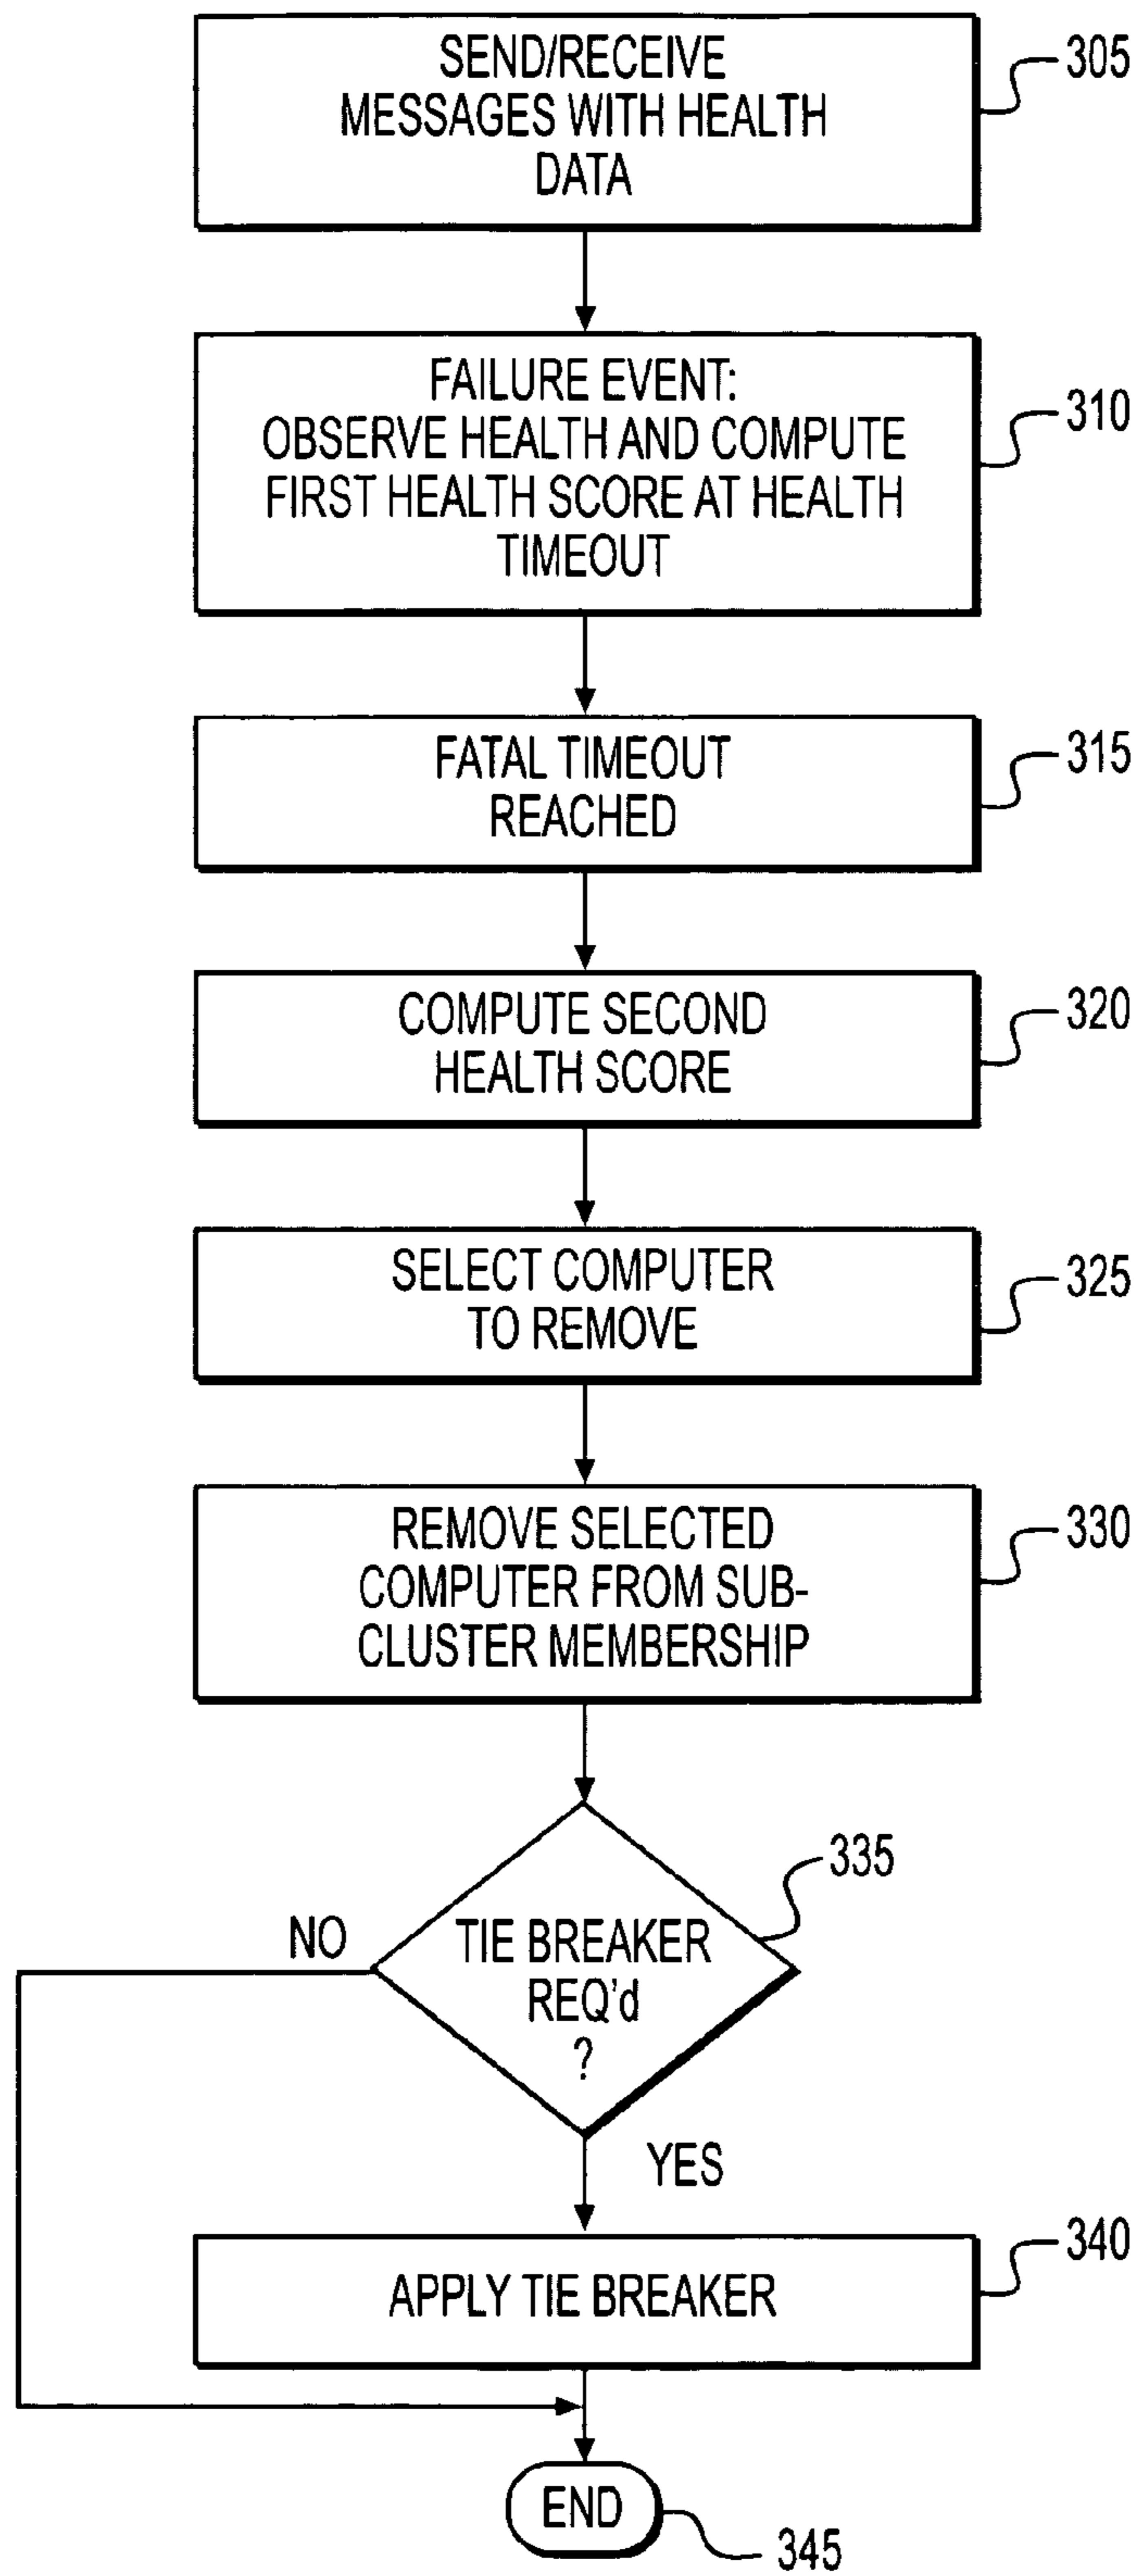 SEND/RECEIVE
MESSAGES WITH HEALTH
DATA
305
FAILURE EVENT:
OBSERVE HEALTH AND COMPUTE
FIRST HEALTH SCORE AT HEALTH
TIMEOUT
310
FATAL TIMEOUT
REACHED
315
COMPUTE SECOND
HEALTH SCORE
320
SELECT COMPUTER
TO REMOVE
325
REMOVE SELECTED
COMPUTER FROM SUB-
CLUSTER MEMBERSHIP
330
335
NO
TIE BREAKER
REQ'd
?
YES
APPLY TIE BREAKER
340
END
345